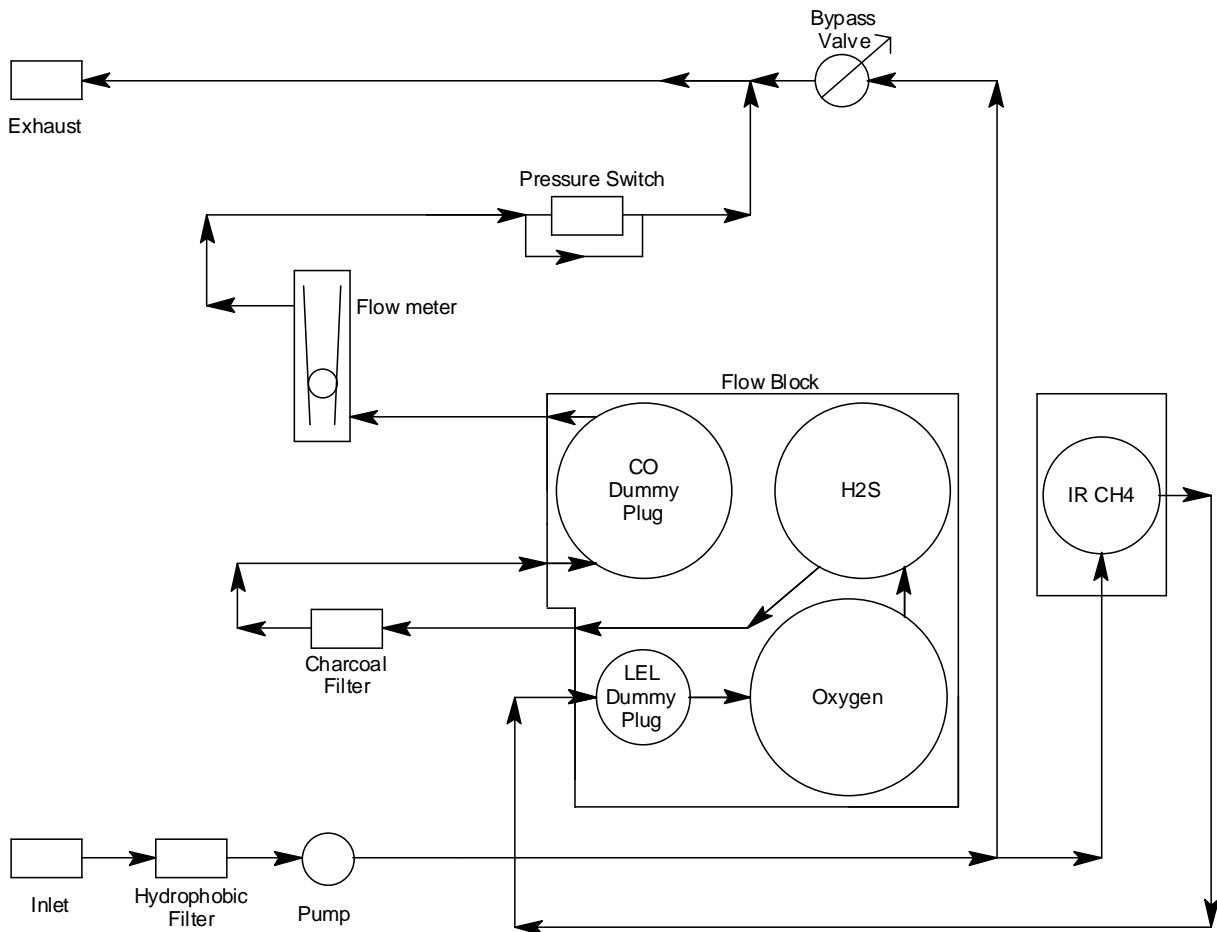 Bypass
Valve
Exhaust
Pressure Switch
Flow meter
Flow Block
CO
Dummy
Plug
H2S
IR CH4
Charcoal
Filter
LEL
Dummy
Plug
Oxygen
Inlet
Hydrophobic
Filter
Pump